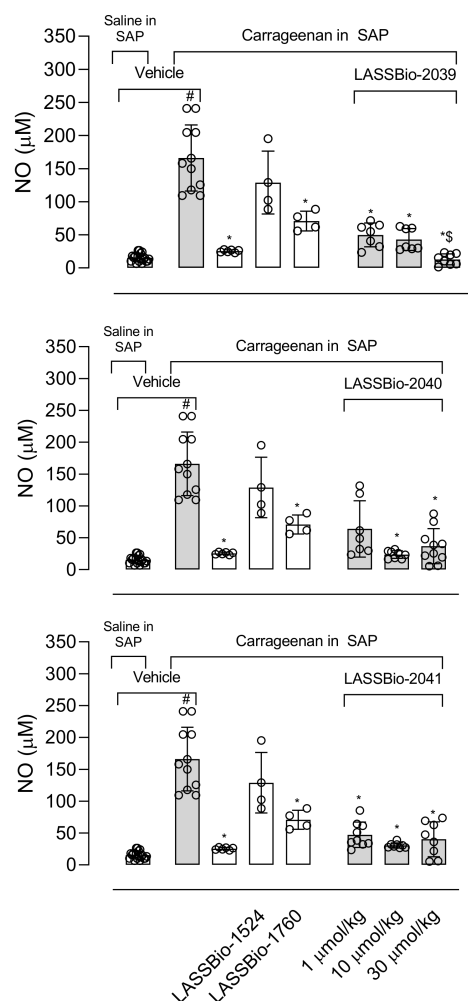 Saline in
SAP
Carrageenan in SAP
Vehicle
LASSBio-2039
NO (μM)
350
300
250
200
150
100
50
0
#
*
*
*
*
*$
Saline in
SAP
Carrageenan in SAP
Vehicle
LASSBio-2040
NO (μM)
350
300
250
200
150
100
50
0
#
*
*
*
*
Saline in
SAP
Carrageenan in SAP
Vehicle
LASSBio-2041
NO (μM)
350
300
250
200
150
100
50
0
#
*
*
*
*
*
LASSBio-1524
LASSBio-1760
1 μmol/kg
10 μmol/kg
30 μmol/kg